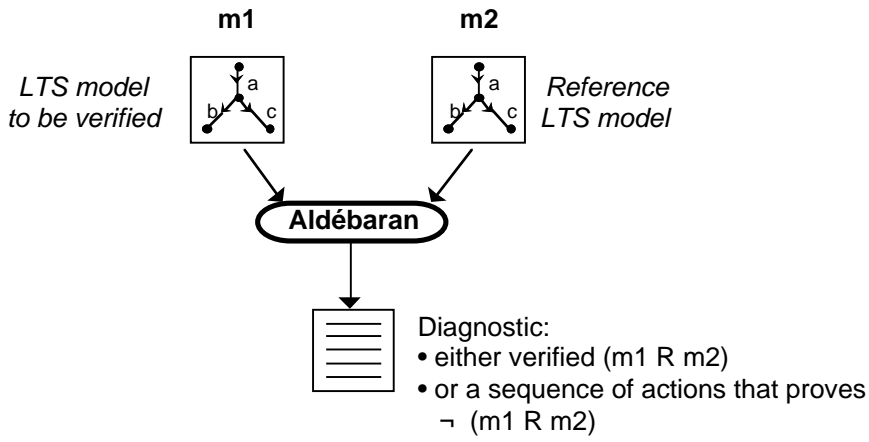 m1
m2
LTS model
to be verified
a
b
c
a
b
c
Reference
LTS model
Aldébaran
Diagnostic:
• either verified (m1 R m2)
• or a sequence of actions that proves
¬ (m1 R m2)